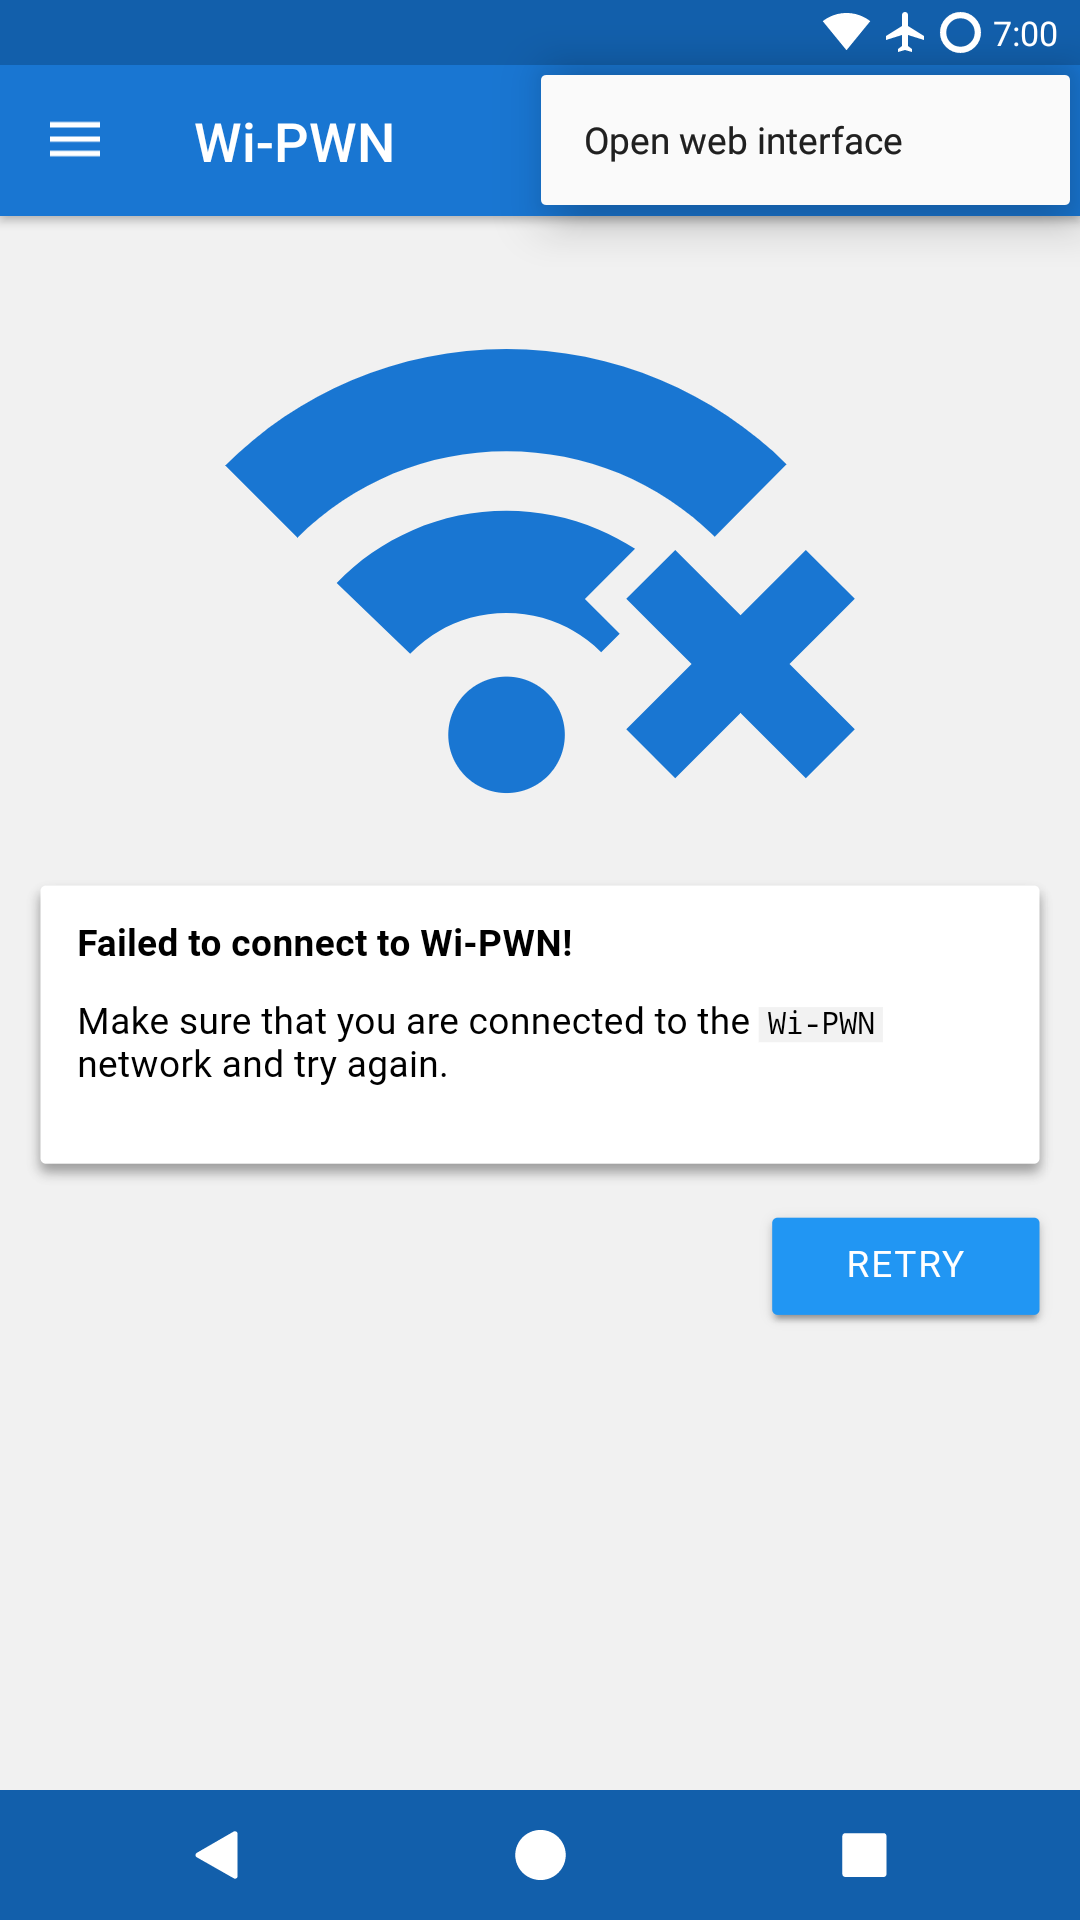 7:00
Wi-PWN
Open web interface
Failed to connect to Wi-PWN!
Make sure that you are connected to the Wi-PWN
network and try again.
RETRY